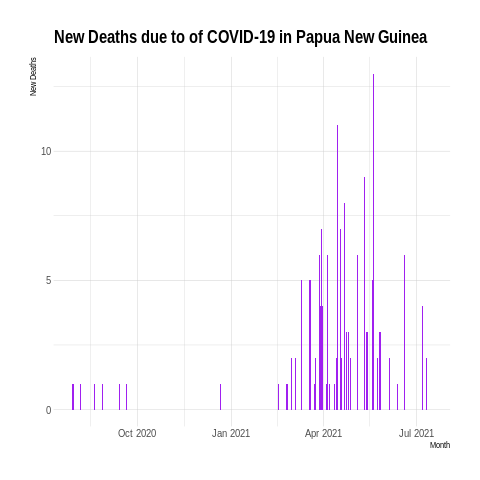 New Deaths due to of COVID-19 in Papua New Guinea
New Deaths
10
5
0
Oct 2020 Jan 2021 Apr 2021 Jul 2021
Month